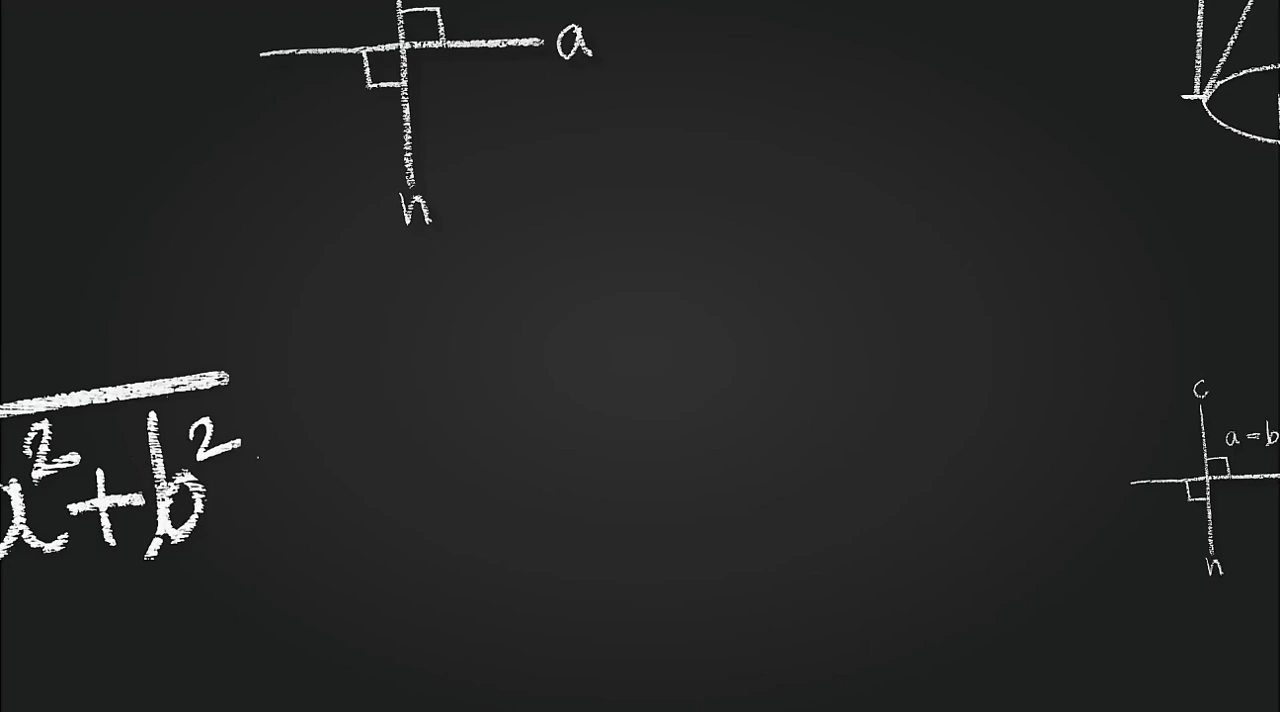 a
n
c
a = b
n
a² + b²